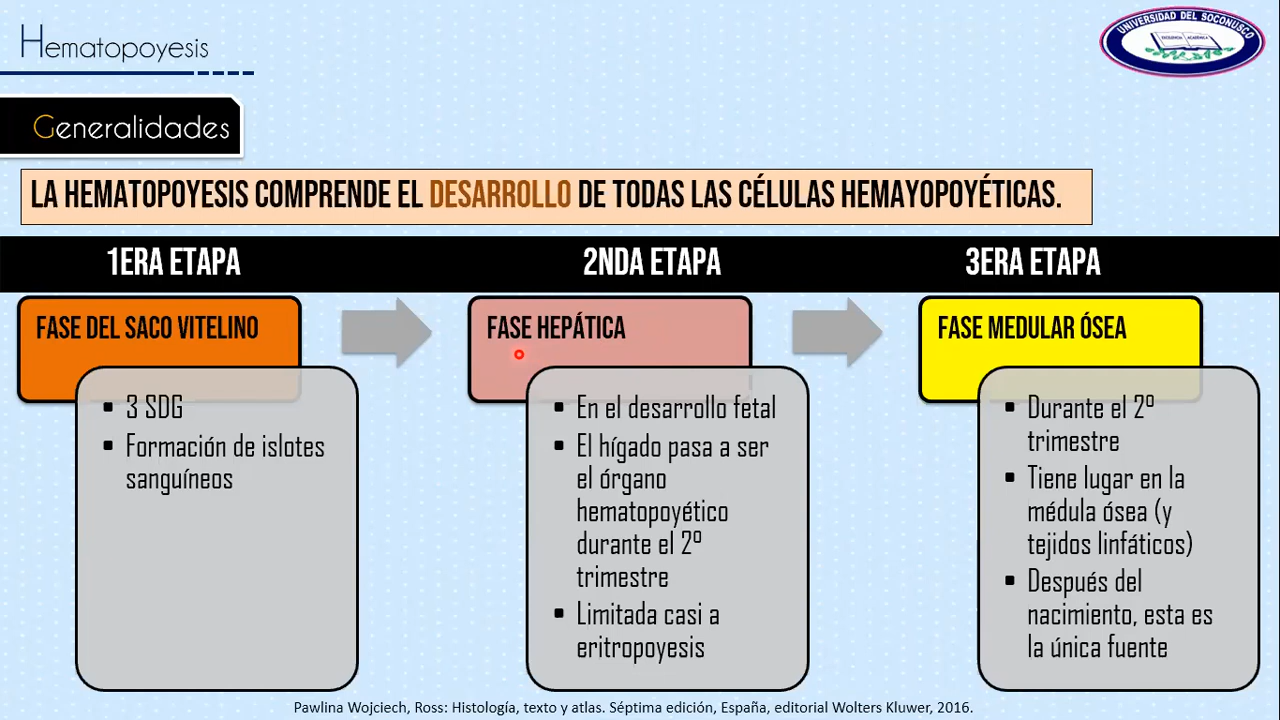 Hematopoyesis
UNIVERSIDAD DEL SOCONUSCO
EXCELENCIA ACADÉMICA
Generalidades
LA HEMATOPOYESIS COMPRENDE EL DESARROLLO DE TODAS LAS CÉLULAS HEMAYOPOYÉTICAS.
1ERA ETAPA
2NDA ETAPA
3ERA ETAPA
FASE DEL SACO VITELINO
▪ 3 SDG
▪ Formación de islotes
sanguíneos
FASE HEPÁTICA
▪ En el desarrollo fetal
▪ El hígado pasa a ser
el órgano
hematopoyético
durante el 2º
trimestre
▪ Limitada casi a
eritropoyesis
FASE MEDULAR ÓSEA
▪ Durante el 2º
trimestre
▪ Tiene lugar en la
médula ósea (y
tejidos linfáticos)
▪ Después del
nacimiento, esta es
la única fuente
Pawlina Wojciech, Ross: Histología, texto y atlas. Séptima edición, España, editorial Wolters Kluwer, 2016.